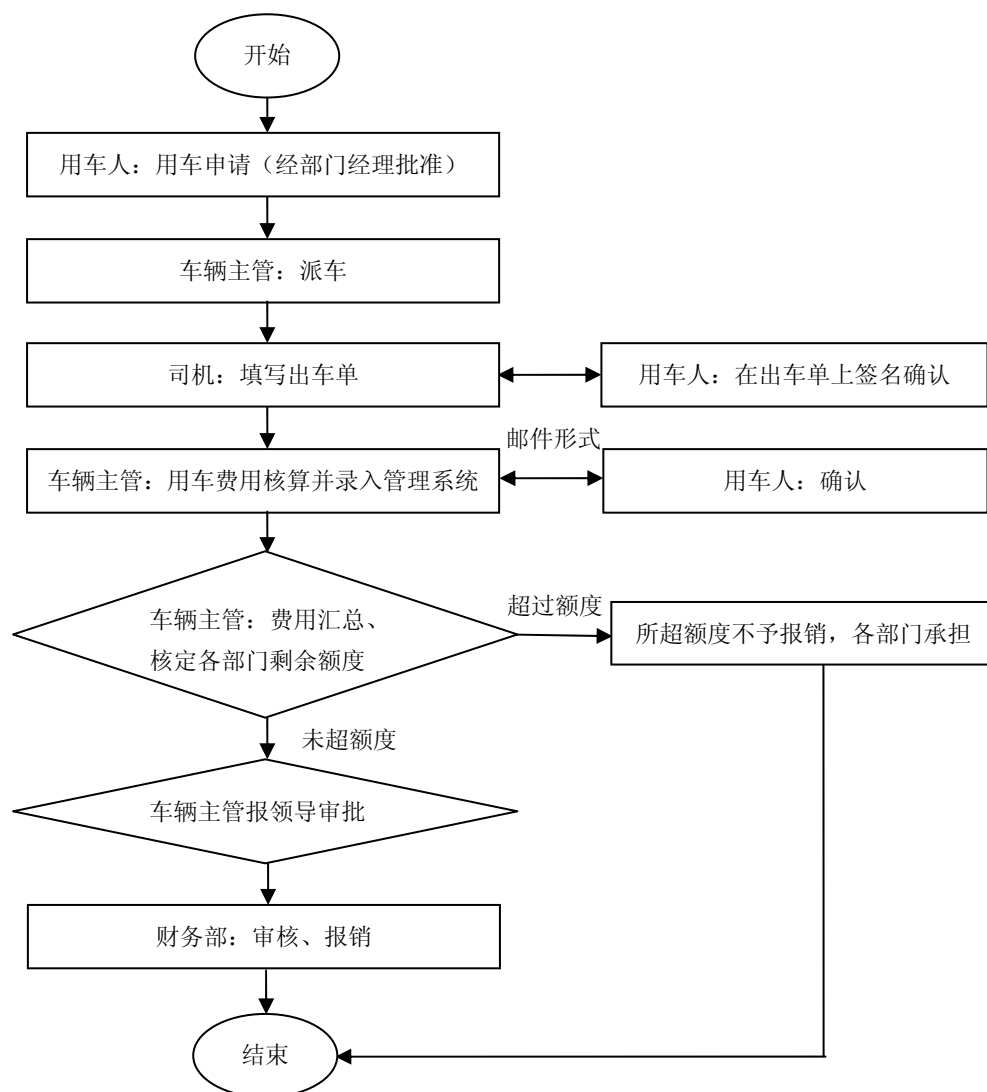 开始
用车人：用车申请（经部门经理批准）
车辆主管：派车
司机：填写出车单
用车人：在出车单上签名确认
邮件形式
车辆主管：用车费用核算并录入管理系统
用车人：确认
车辆主管：费用汇总、
核定各部门剩余额度
超过额度
所超额度不予报销，各部门承担
未超额度
车辆主管报领导审批
财务部：审核、报销
结束